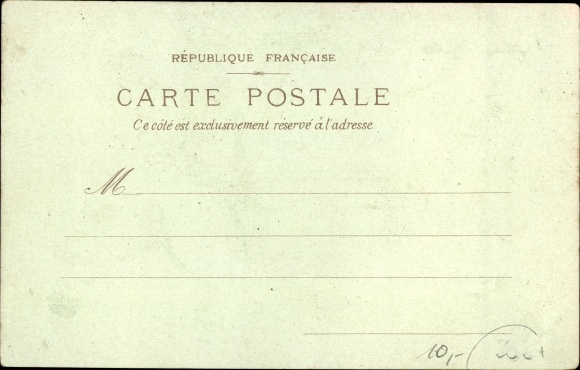 RÉPUBLIQUE FRANÇAISE
CARTE POSTALE
Ce côté est exclusivement réservé à l'adresse
M
10,-